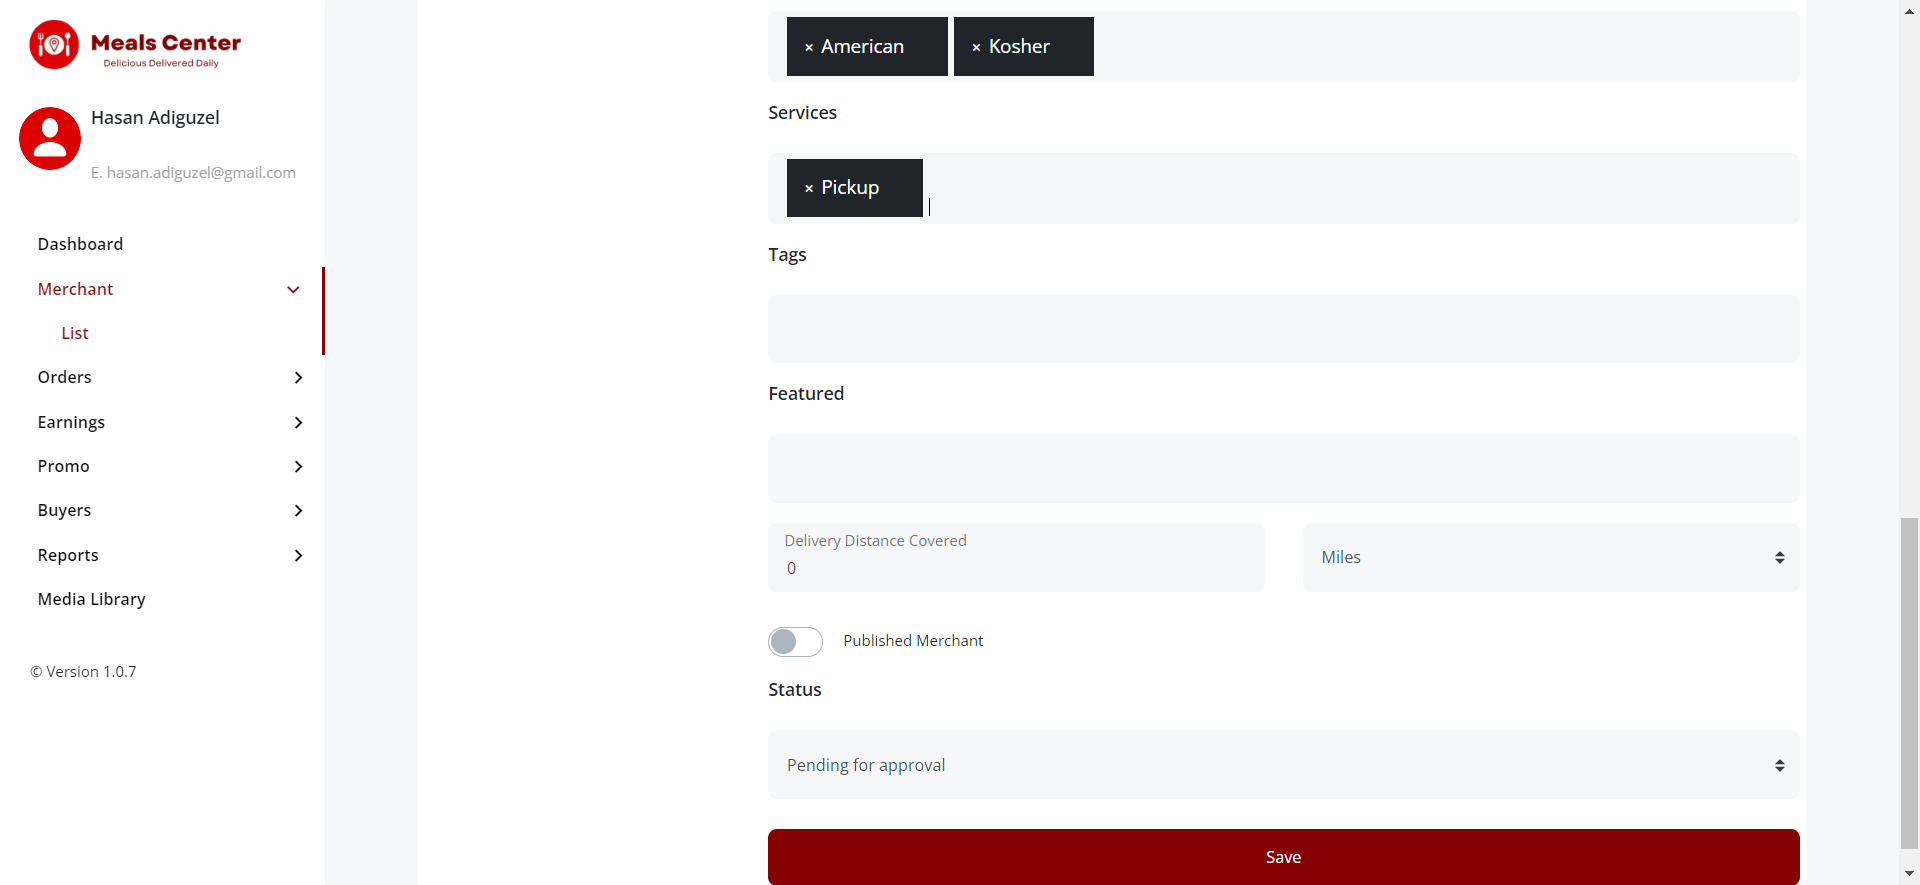 Meals Center
Delicious Delivered Daily
Hasan Adiguzel
E. hasan.adiguzel@gmail.com
Dashboard
Merchant
List
Orders
Earnings
Promo
Buyers
Reports
Media Library
© Version 1.0.7
× American × Kosher
Services
× Pickup
Tags
Featured
Delivery Distance Covered
0
Miles
Published Merchant
Status
Pending for approval
Save